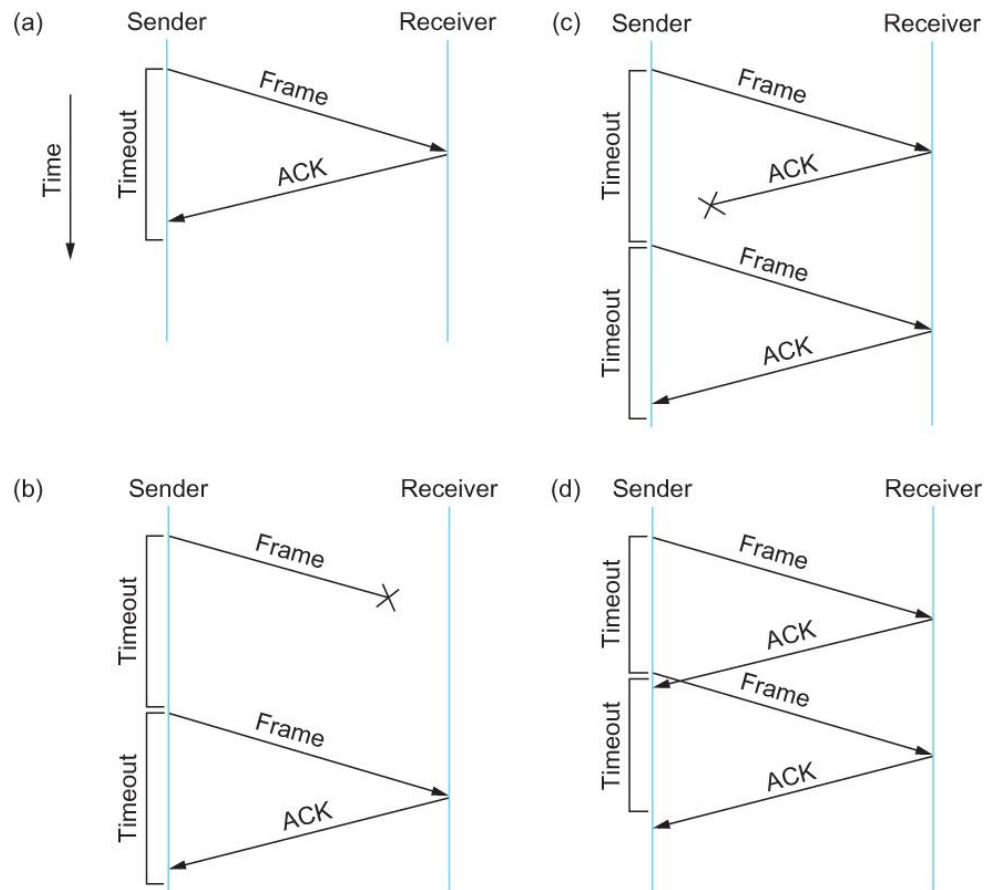 (a)
Sender
Receiver
Time
Timeout
Frame
ACK
(c)
Sender
Receiver
Timeout
Frame
ACK
Timeout
Frame
ACK
(b)
Sender
Receiver
Timeout
Frame
Timeout
Frame
ACK
(d)
Sender
Receiver
Timeout
Frame
ACK
Timeout
Frame
ACK